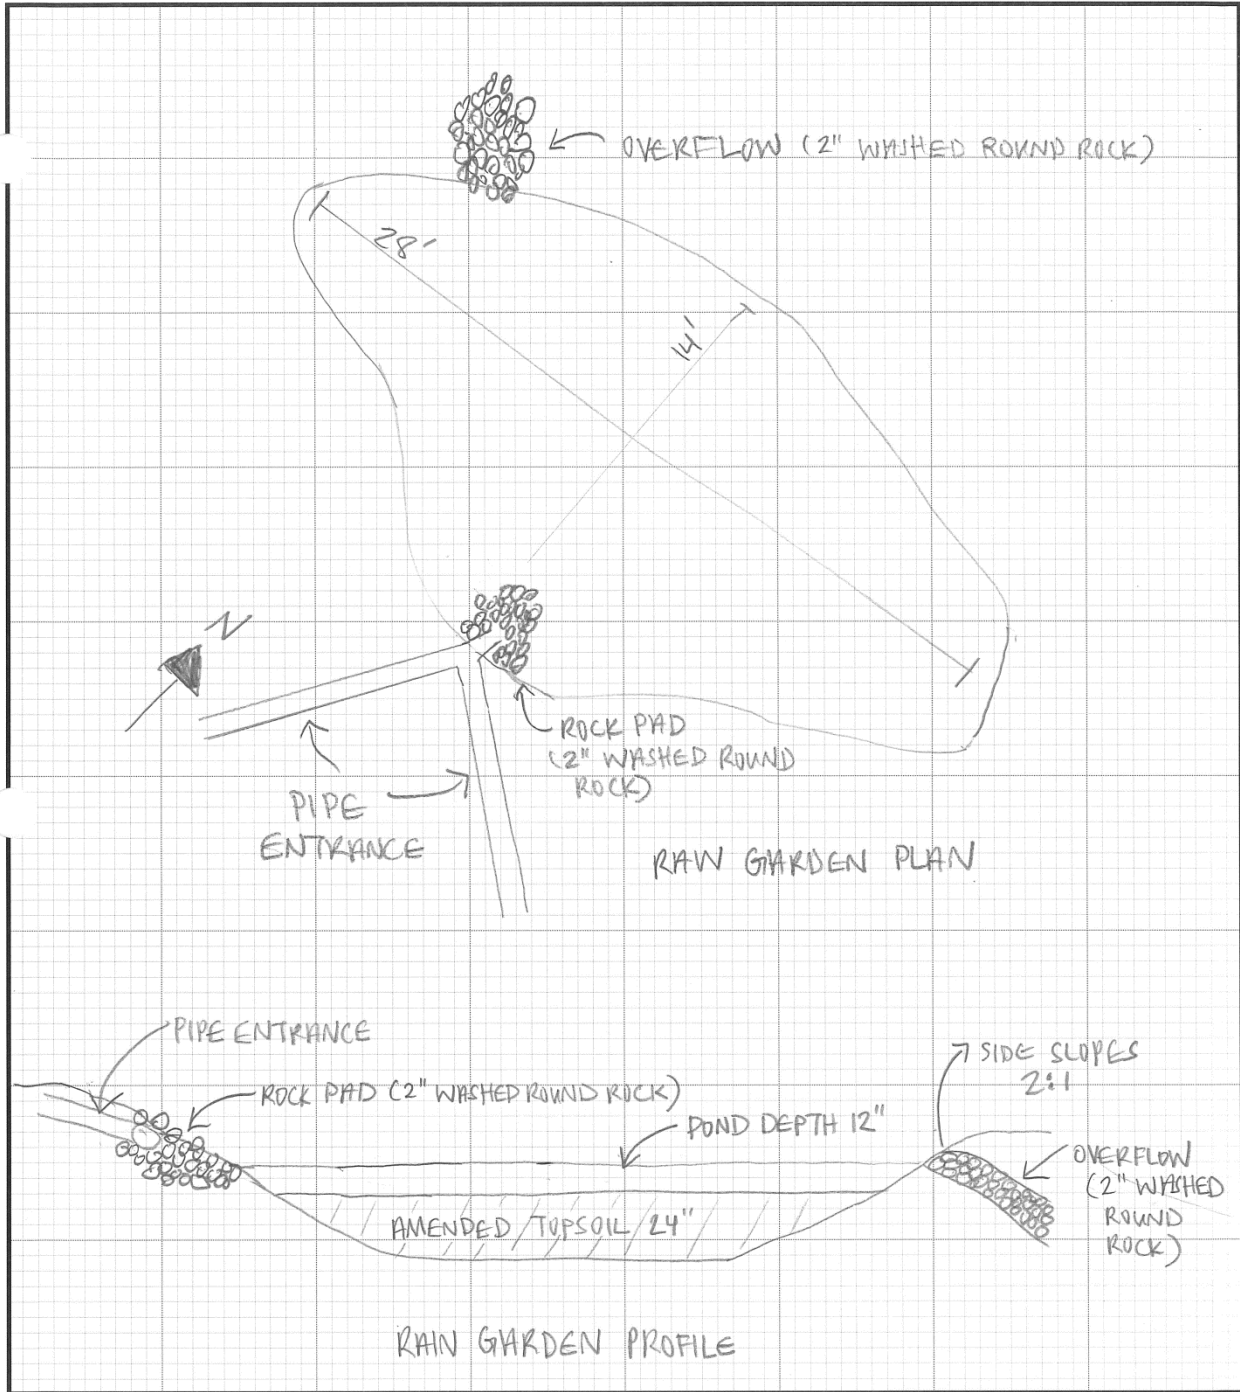 OVERFLOW (2" WASHED ROUND ROCK)
28'
14'
N
ROCK PAD
(2" WASHED ROUND
ROCK)
PIPE
ENTRANCE
RAW GARDEN PLAN
PIPE ENTRANCE
ROCK PAD (2" WASHED ROUND ROCK)
SIDE SLOPES
2:1
POND DEPTH 12"
OVERFLOW
(2" WASHED
ROUND
ROCK)
AMENDED TOPSOIL 24"
RAIN GARDEN PROFILE